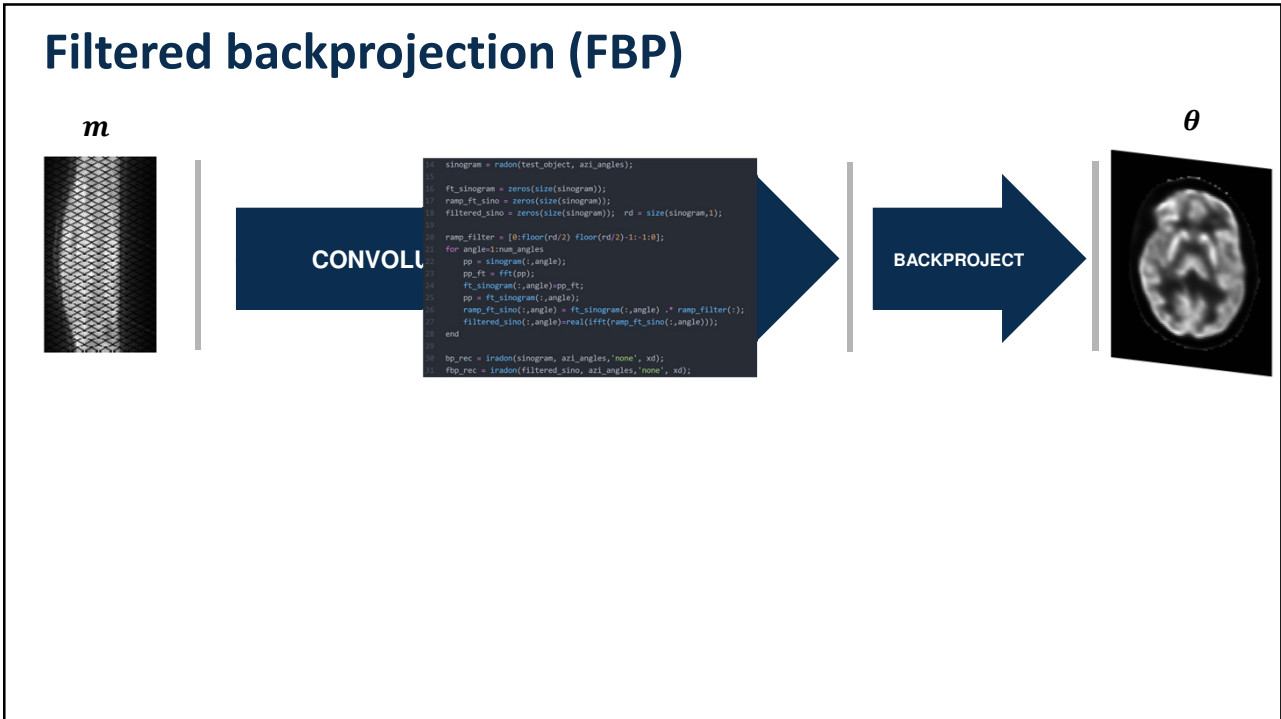 Filtered backprojection (FBP)
m
θ
CONVOLU
BACKPROJECT
14 sinogram = radon(test_object, azi_angles);
15
16 ft_sinogram = zeros(size(sinogram));
17 ramp_ft_sino = zeros(size(sinogram));
18 filtered_sino = zeros(size(sinogram)); rd = size(sinogram,1);
19
20 ramp_filter = [0:floor(rd/2) floor(rd/2)-1:-1:0];
21 for angle=1:num_angles
22 pp = sinogram(:,angle);
23 pp_ft = fft(pp);
24 ft_sinogram(:,angle)=pp_ft;
25 pp = ft_sinogram(:,angle);
26 ramp_ft_sino(:,angle) = ft_sinogram(:,angle) .* ramp_filter(:);
27 filtered_sino(:,angle)=real(ifft(ramp_ft_sino(:,angle)));
28 end
29
30 bp_rec = iradon(sinogram, azi_angles,'none', xd);
31 fbp_rec = iradon(filtered_sino, azi_angles,'none', xd);